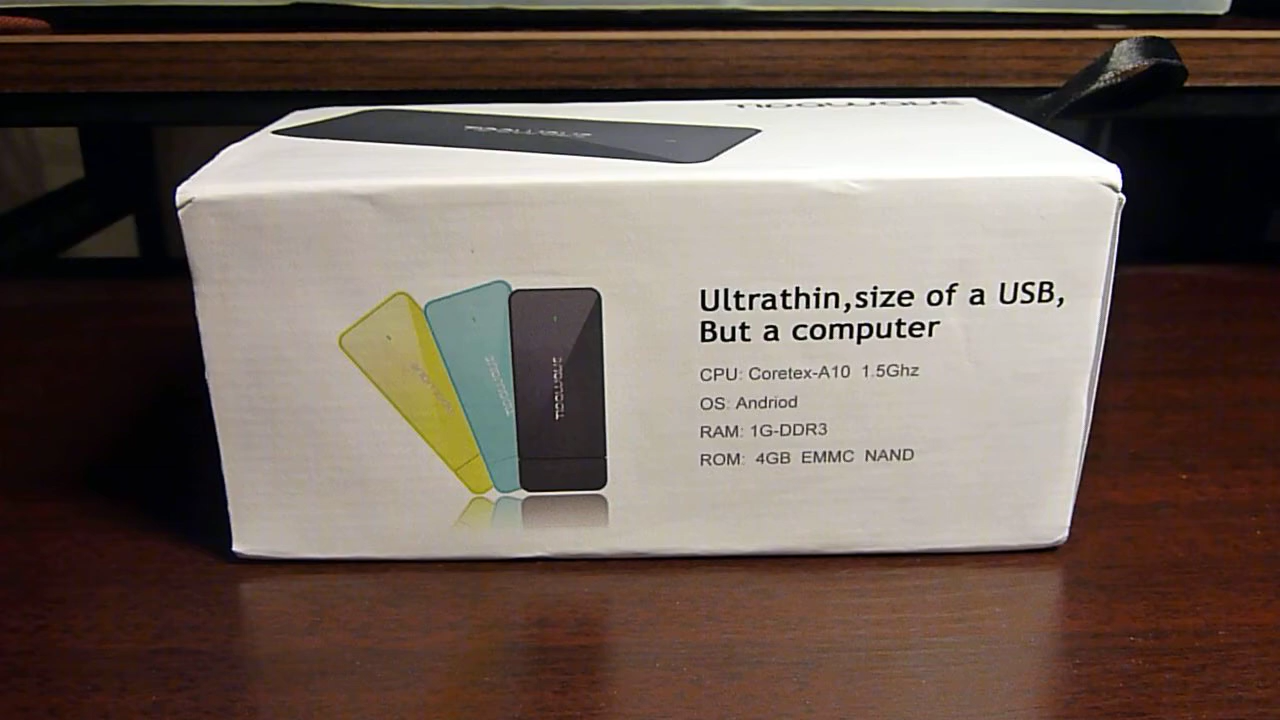 Ultrathin,size of a USB,
But a computer
CPU: Coretex-A10 1.5Ghz
OS: Andriod
RAM: 1G-DDR3
ROM: 4GB EMMC NAND